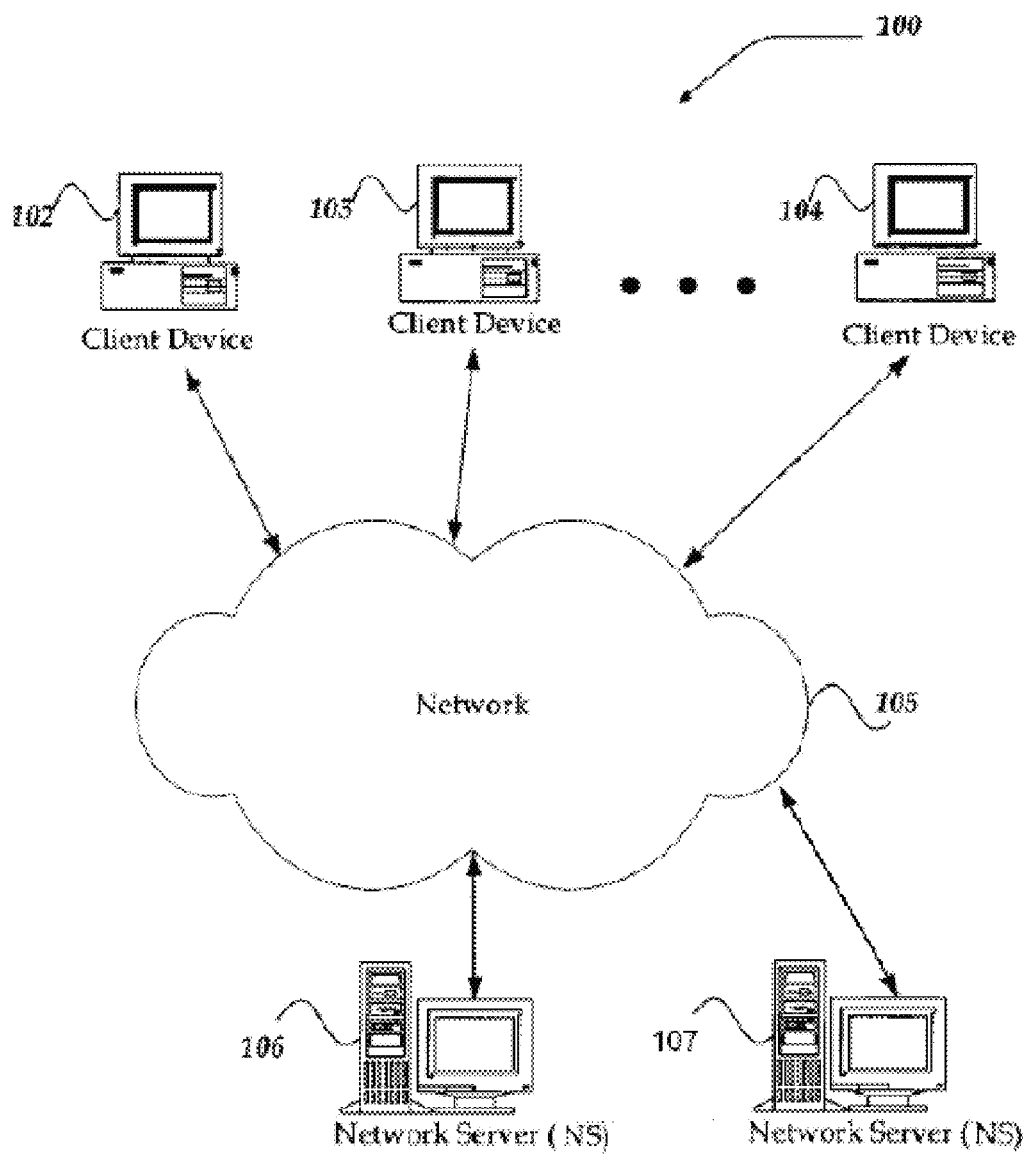 100
102
103
104
Client Device
Client Device
Client Device
Network
105
106
107
Network Server (NS)
Network Server (NS)